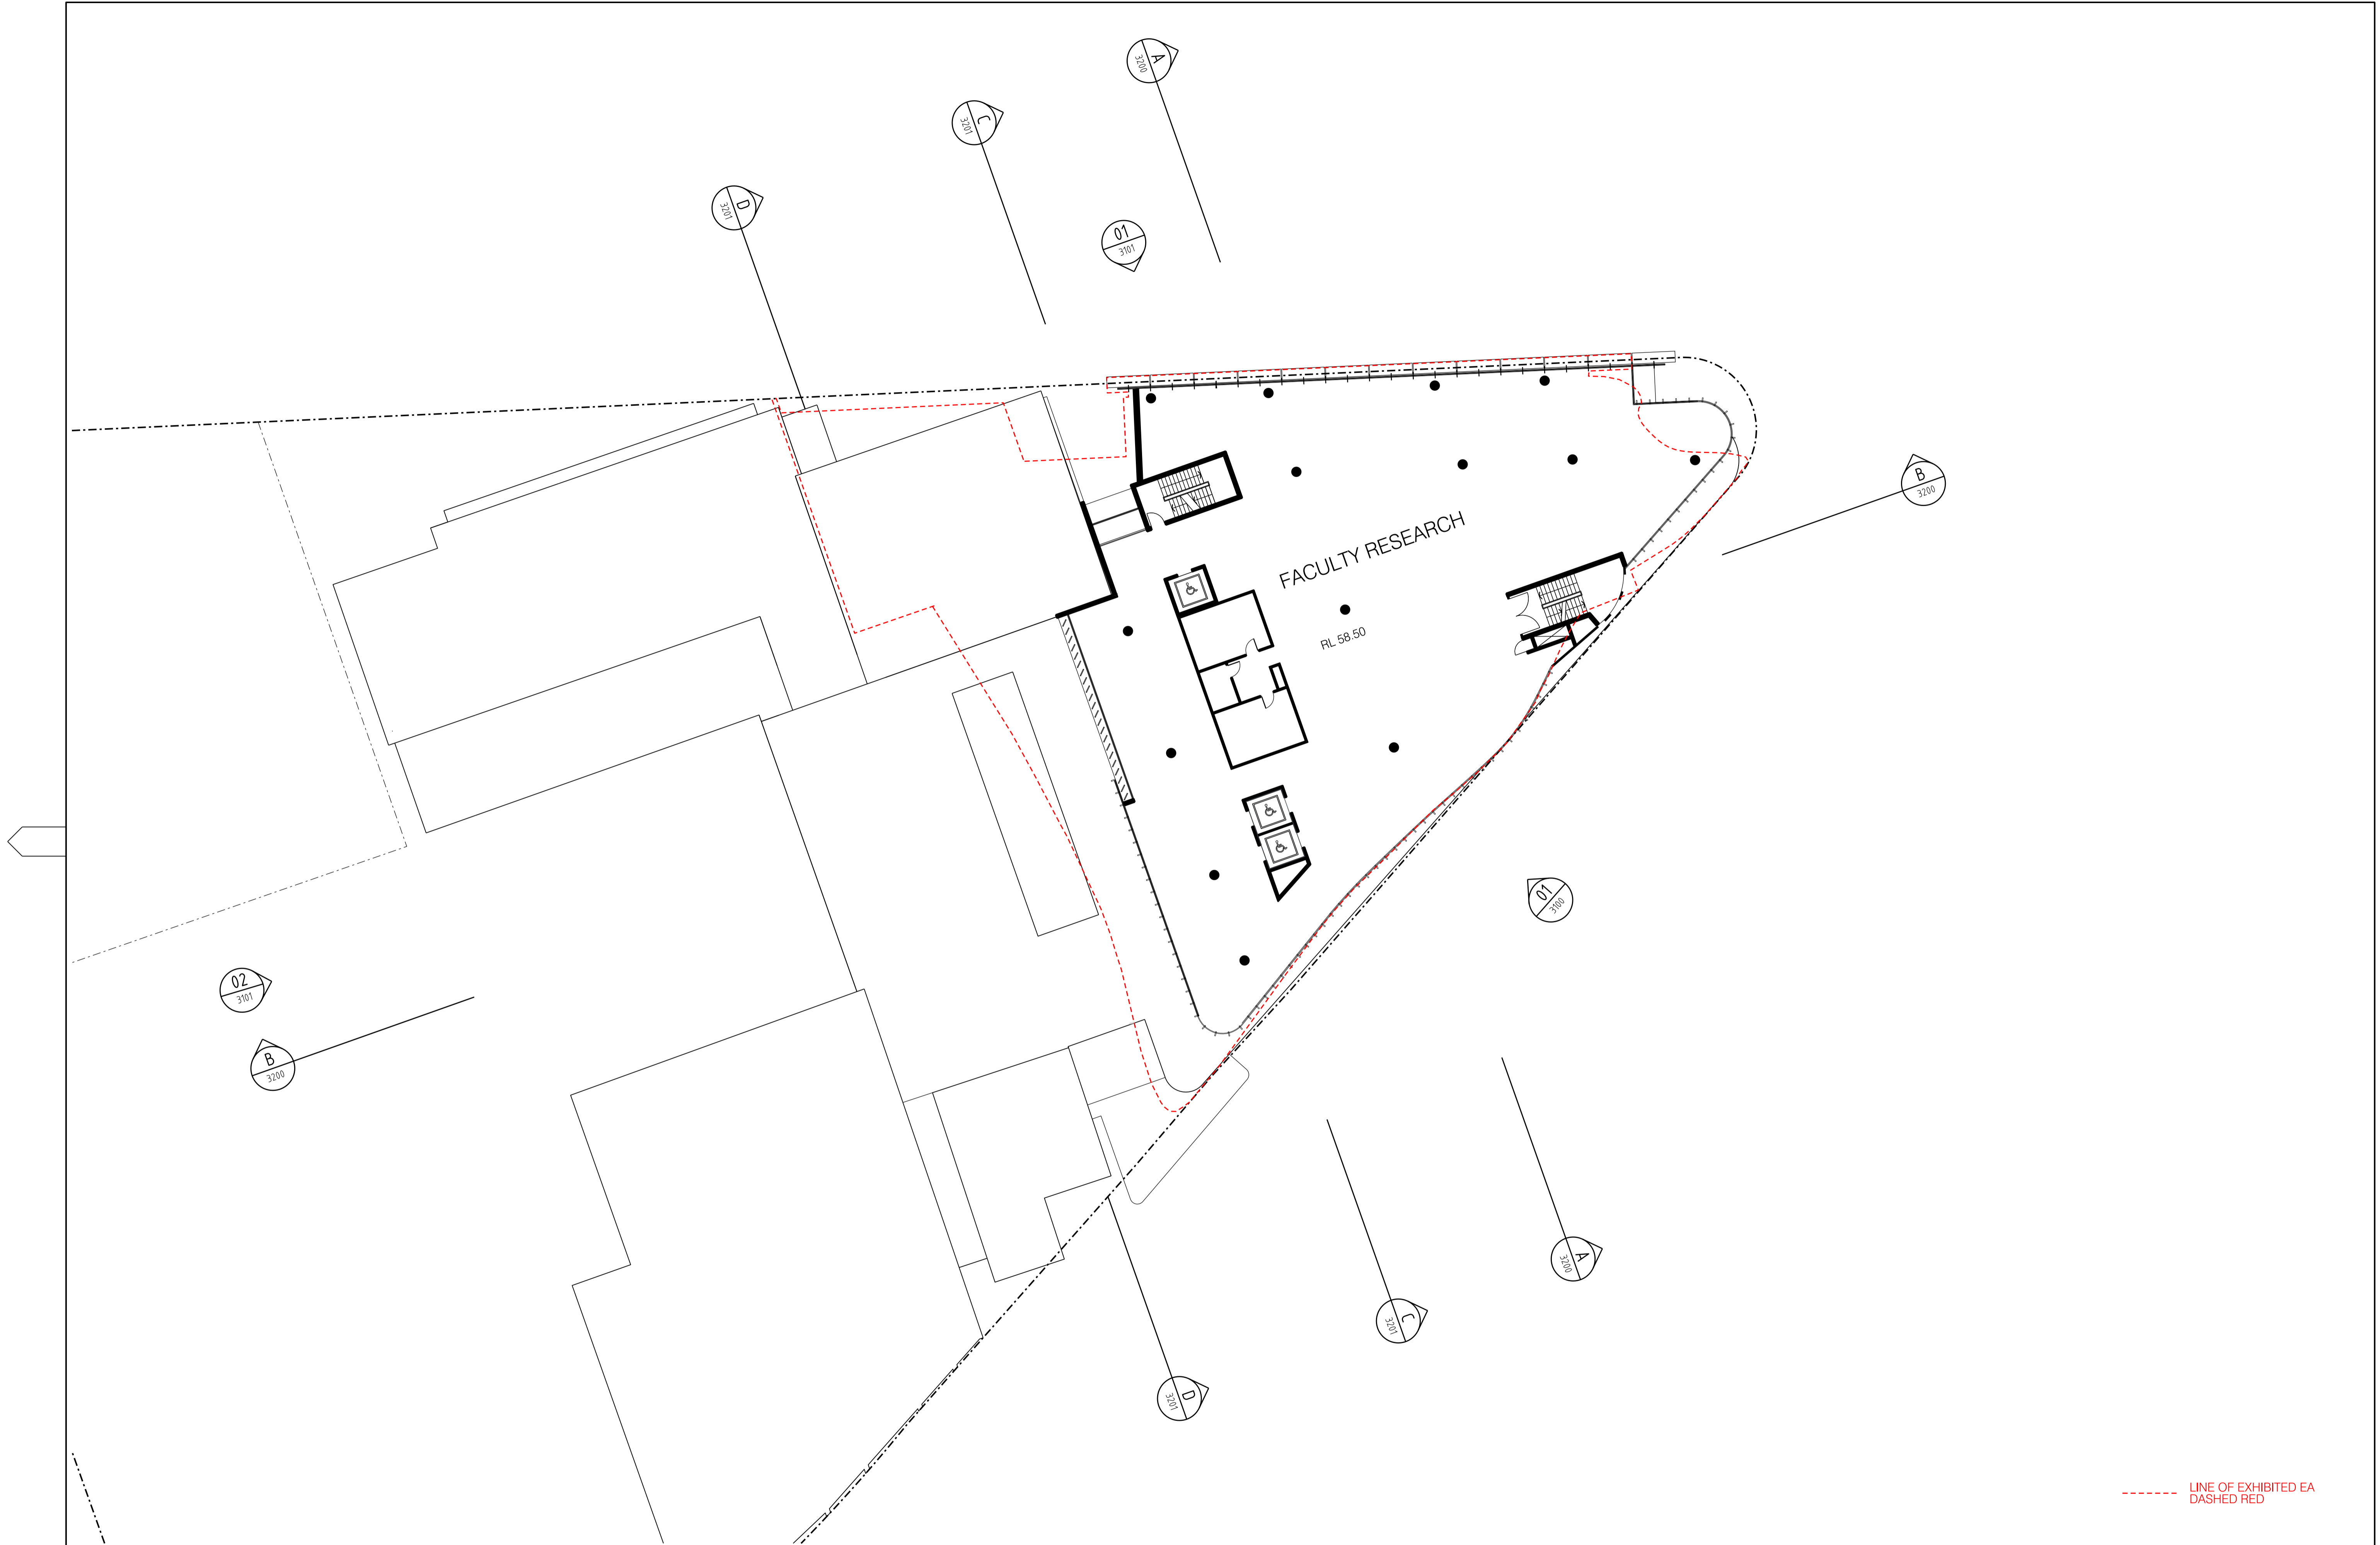 A
3200
C
3201
D
3201
01
3101
B
3200
FACULTY RESEARCH
RL 58.50
01
3100
02
3101
B
3200
A
3200
C
3201
D
3201
LINE OF EXHIBITED EA
DASHED RED